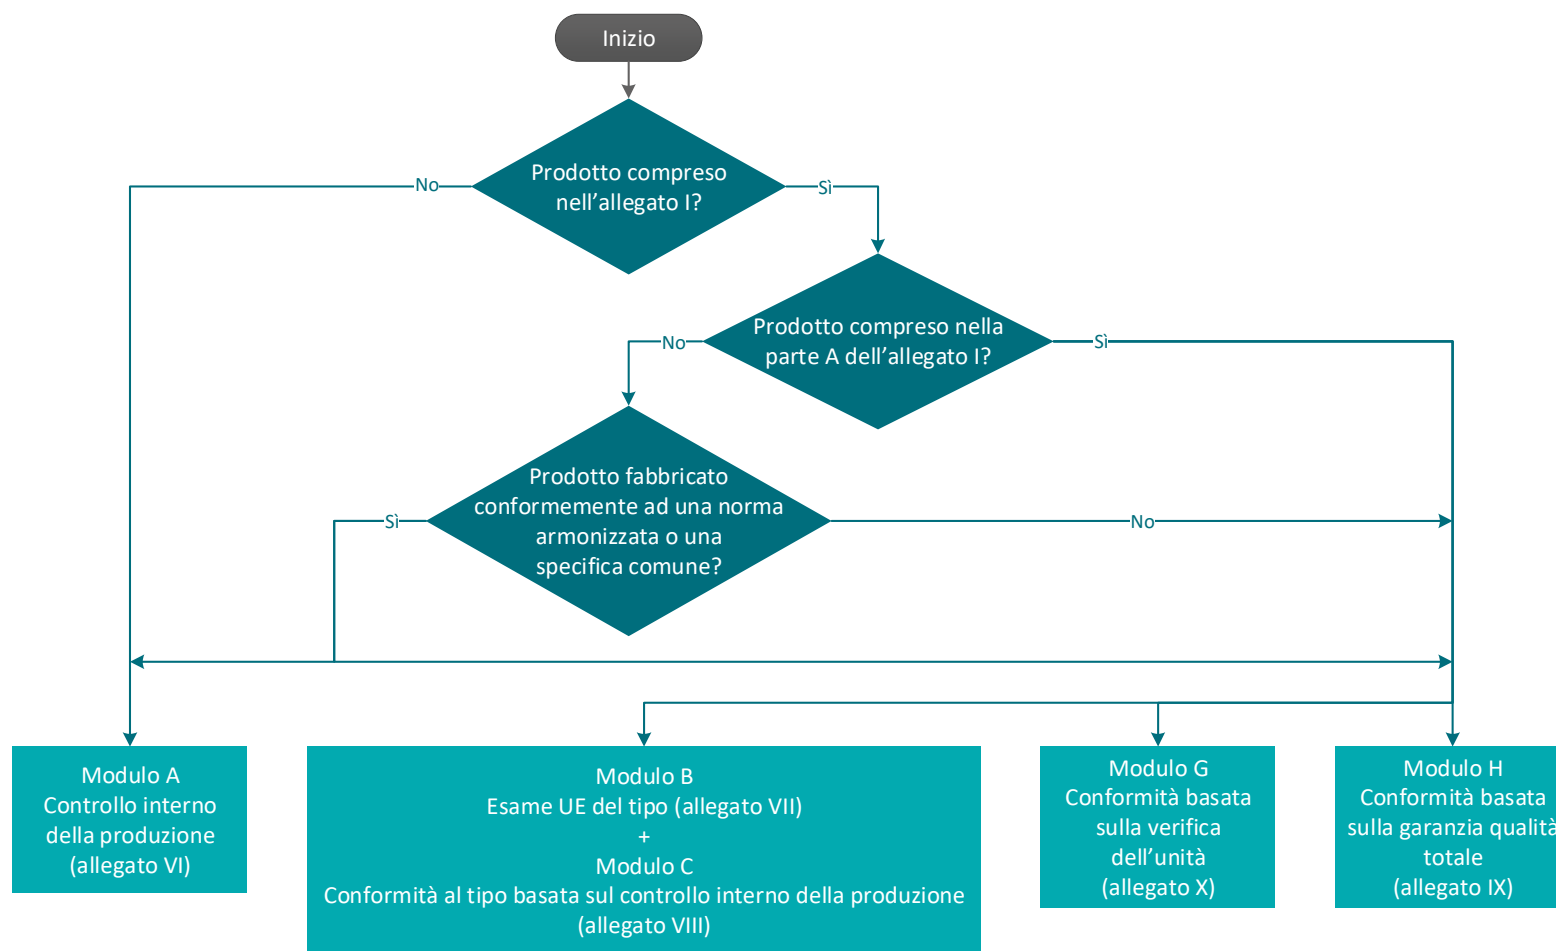 Inizio
Prodotto compreso
nell’allegato I?
No
Sì
Prodotto compreso nella
parte A dell’allegato I?
No
Sì
Prodotto fabbricato
conformemente ad una norma
armonizzata o una
specifica comune?
Sì
No
Modulo A
Controllo interno
della produzione
(allegato VI)
Modulo B
Esame UE del tipo (allegato VII)
+
Modulo C
Conformità al tipo basata sul controllo interno della produzione
(allegato VIII)
Modulo G
Conformità basata
sulla verifica
dell’unità
(allegato X)
Modulo H
Conformità basata
sulla garanzia qualità
totale
(allegato IX)